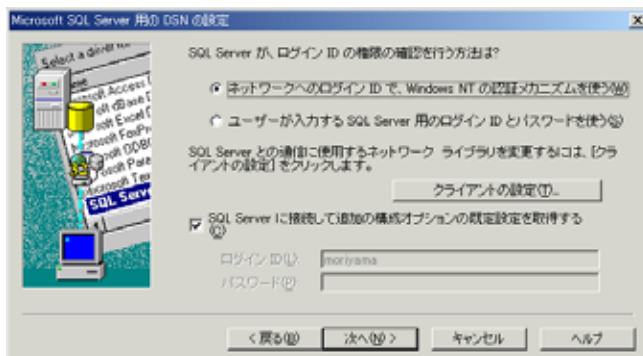 Microsoft SQL Server 用の DSN の設定
Select a driver
Microsoft Access
SQL Serve
SQL Server が、ログイン ID の権限の確認を行う方法は?
ネットワークへのログイン ID で、Windows NT の認証メカニズムを使う(W)
ユーザーが入力する SQL Server 用のログイン ID とパスワードを使う(S)
SQL Server との通信に使用するネットワーク ライブラリを変更するには、[クラ
イアントの設定] をクリックします。
クライアントの設定(T)...
SQL Server に接続して追加の構成オプションの既定設定を取得する
(C)
ログイン ID(L):
moriyama
パスワード(P):
< 戻る(B)
次へ(N) >
キャンセル
ヘルプ